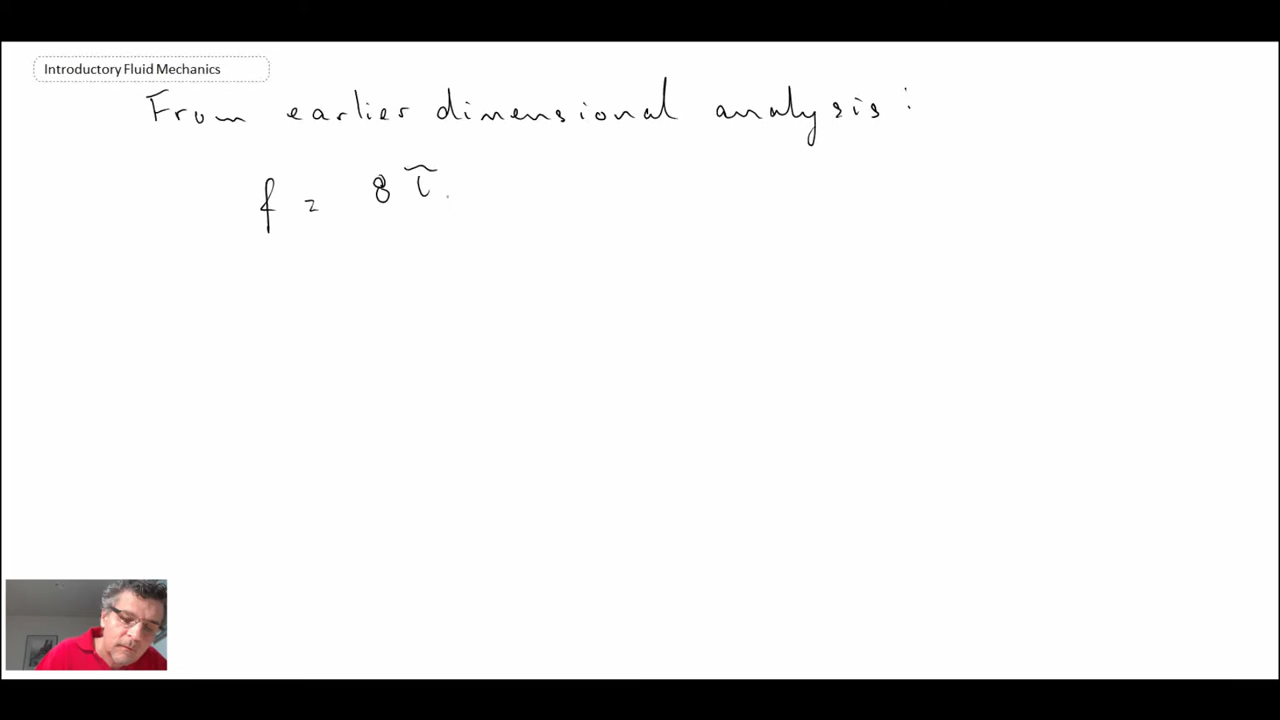 Introductory Fluid Mechanics
From earlier dimensional analysis :
f = 8 τ